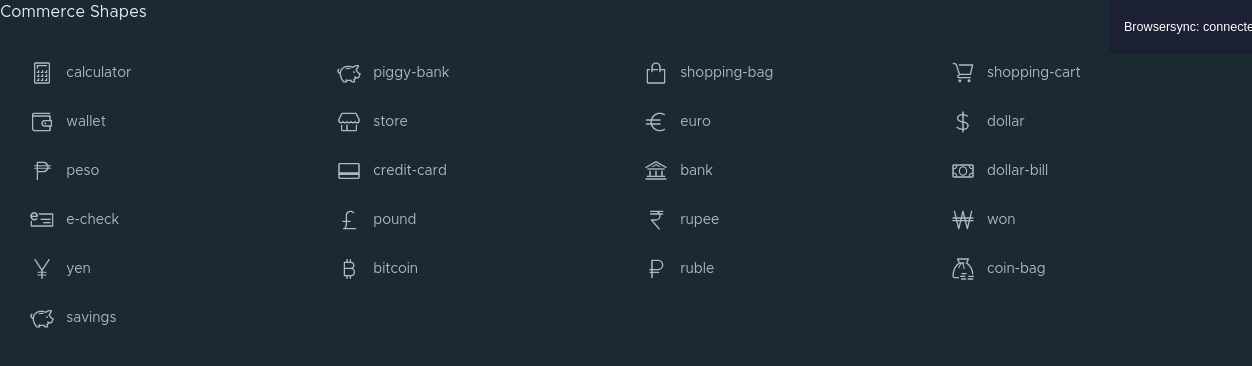 Commerce Shapes
Browsersync: connecte
calculator
piggy-bank
shopping-bag
shopping-cart
wallet
store
euro
dollar
peso
credit-card
bank
dollar-bill
e-check
pound
rupee
won
yen
bitcoin
ruble
coin-bag
savings